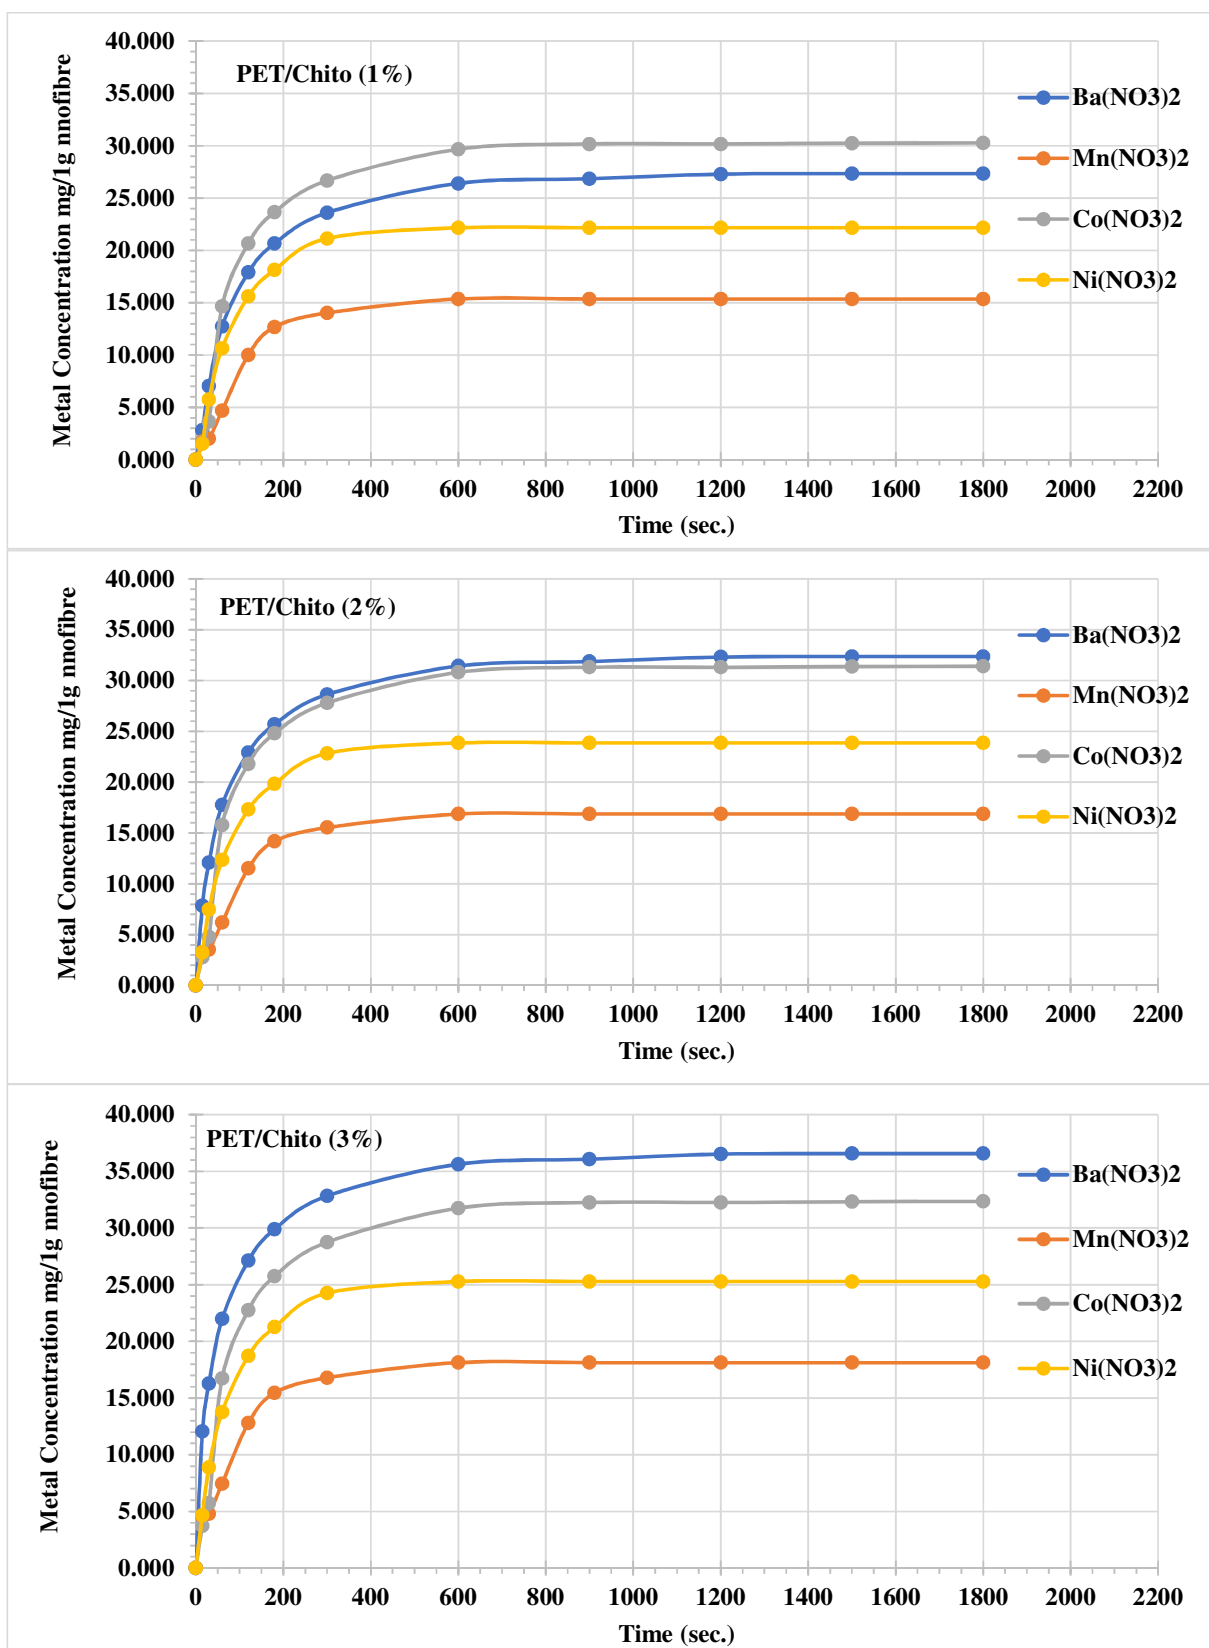 PET/Chito (1%)
Metal Concentration mg/1g nnofibre
40.000
35.000
30.000
25.000
20.000
15.000
10.000
5.000
0.000
0 200 400 600 800 1000 1200 1400 1600 1800 2000 2200
Time (sec.)
Ba(NO3)2
Mn(NO3)2
Co(NO3)2
Ni(NO3)2
PET/Chito (2%)
Metal Concentration mg/1g nnofibre
40.000
35.000
30.000
25.000
20.000
15.000
10.000
5.000
0.000
0 200 400 600 800 1000 1200 1400 1600 1800 2000 2200
Time (sec.)
Ba(NO3)2
Mn(NO3)2
Co(NO3)2
Ni(NO3)2
PET/Chito (3%)
Metal Concentration mg/1g nnofibre
40.000
35.000
30.000
25.000
20.000
15.000
10.000
5.000
0.000
0 200 400 600 800 1000 1200 1400 1600 1800 2000 2200
Time (sec.)
Ba(NO3)2
Mn(NO3)2
Co(NO3)2
Ni(NO3)2